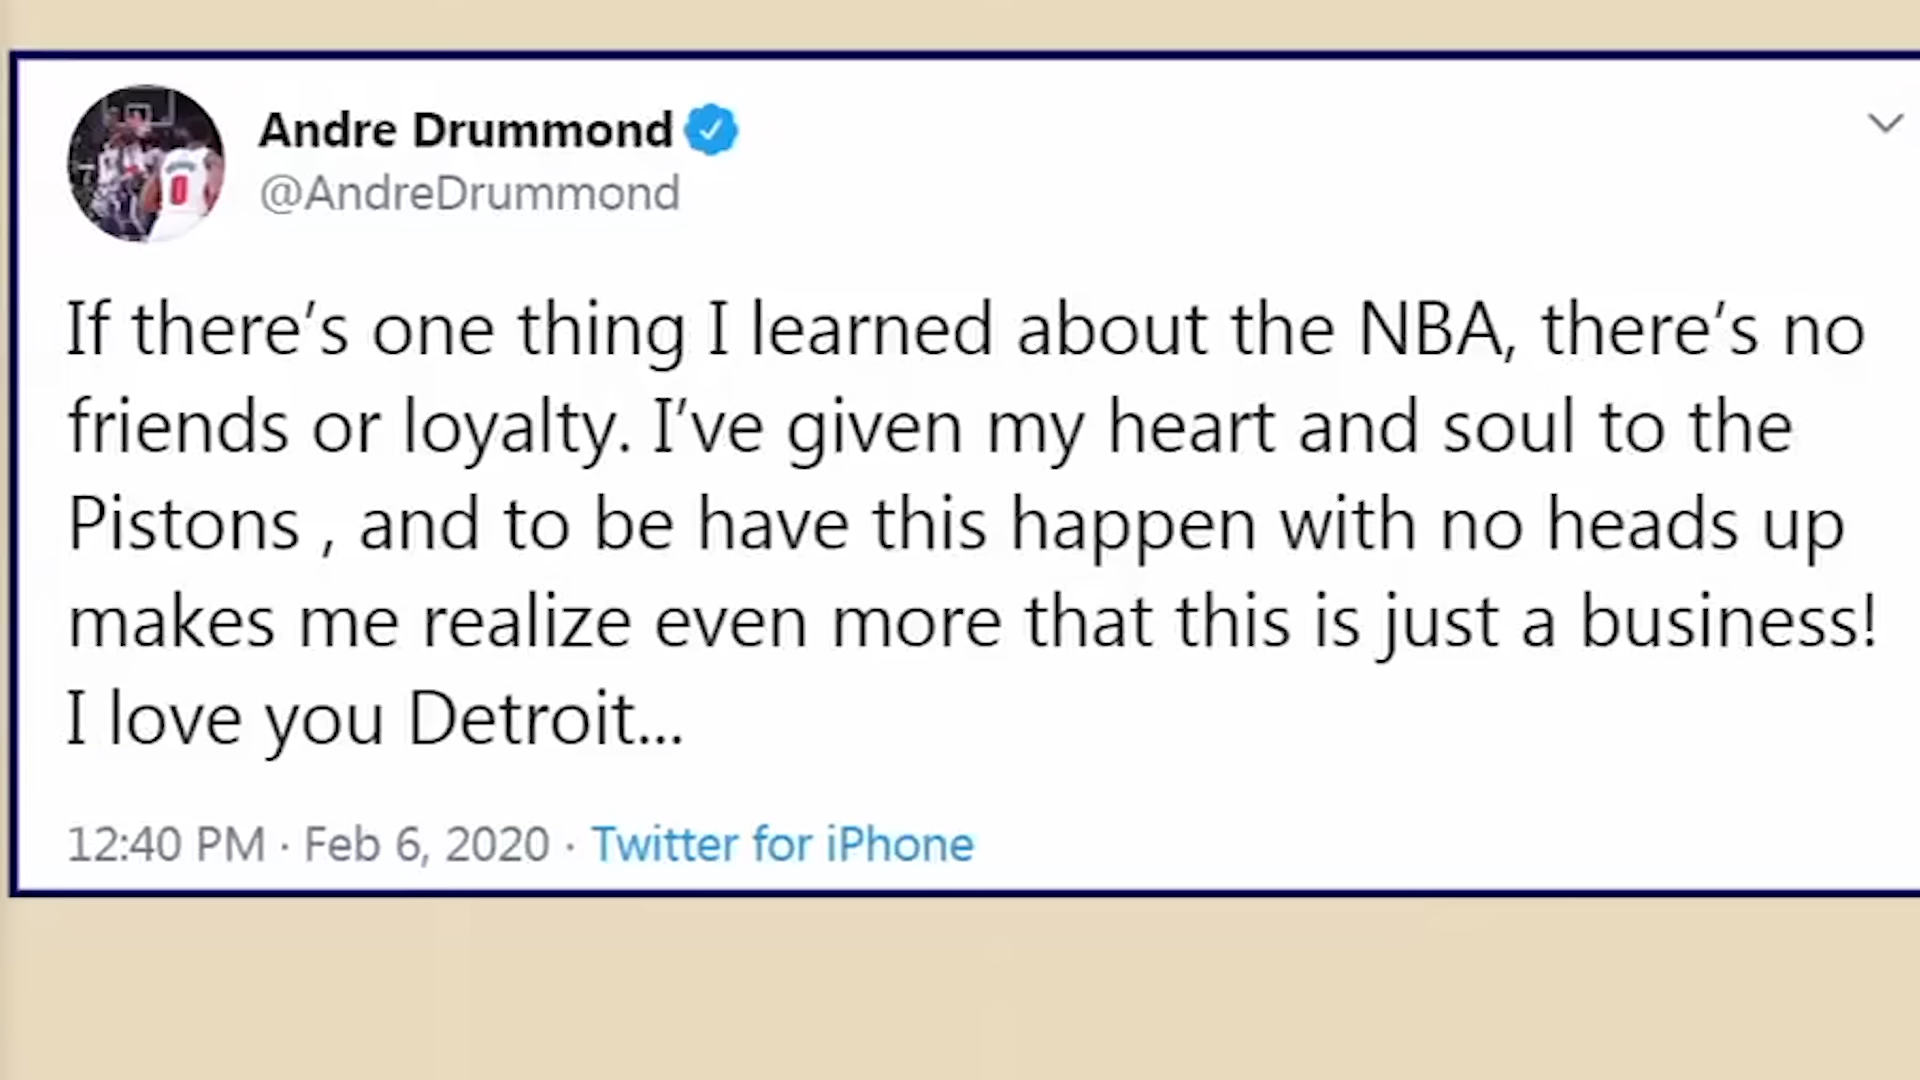 Andre Drummond
@AndreDrummond
If there’s one thing I learned about the NBA, there’s no
friends or loyalty. I’ve given my heart and soul to the
Pistons , and to be have this happen with no heads up
makes me realize even more that this is just a business!
I love you Detroit...
12:40 PM · Feb 6, 2020 · Twitter for iPhone